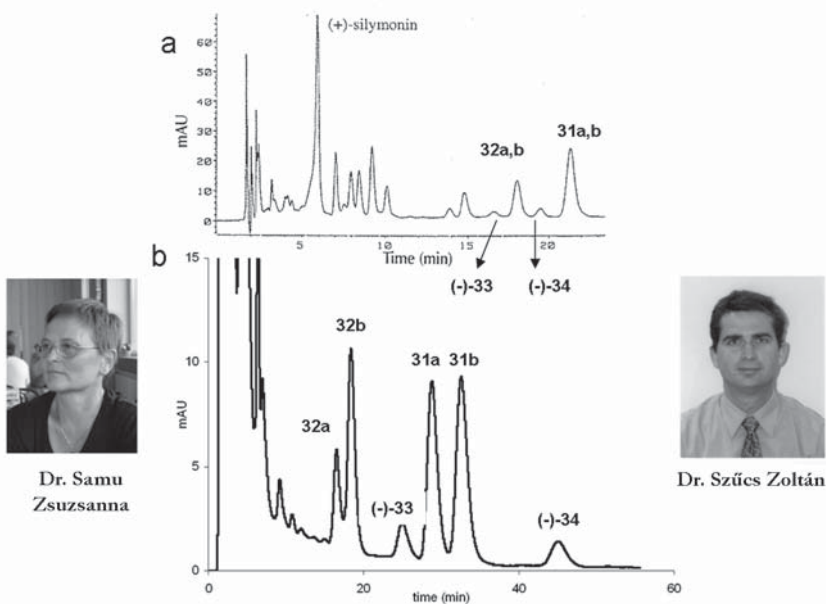 a
(+)-silymonin
mAU
60
50
40
30
20
10
0
32a,b
31a,b
5 10 15 20
Time (min)
(-)-33 (-)-34
b
mAU
15
10
5
0
32a
32b
(-)-33
31a
31b
(-)-34
0 20 40 60
time (min)
Dr. Samu
Zsuzsanna
Dr. Szűcs Zoltán